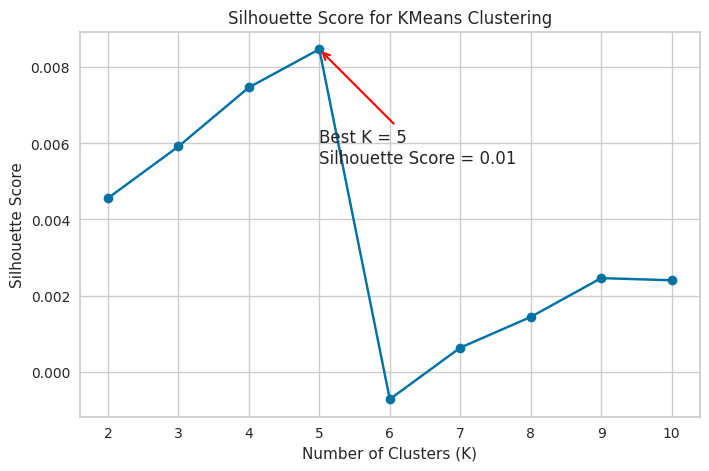 Silhouette Score for KMeans Clustering
Silhouette Score
0.008
0.006
0.004
0.002
0.000
Best K = 5
Silhouette Score = 0.01
2 3 4 5 6 7 8 9 10
Number of Clusters (K)